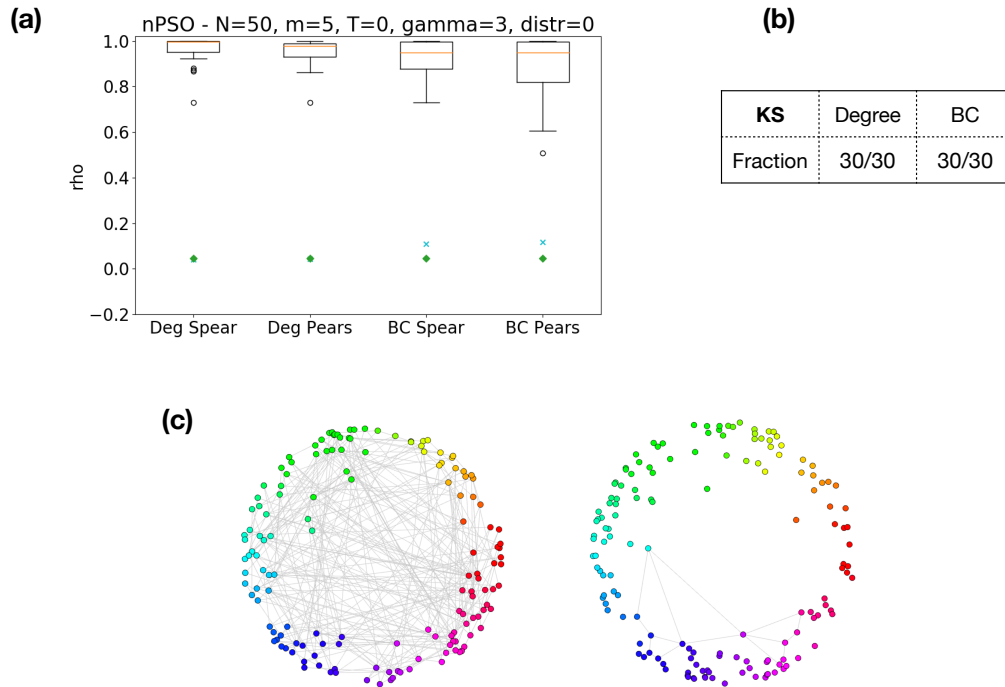 (a)
nPSO - N=50, m=5, T=0, gamma=3, distr=0
1.0
0.8
0.6
0.4
0.2
0.0
−0.2
rho
Deg Spear
Deg Pears
BC Spear
BC Pears
(b)
KS Degree BC
Fraction 30/30 30/30
(c)